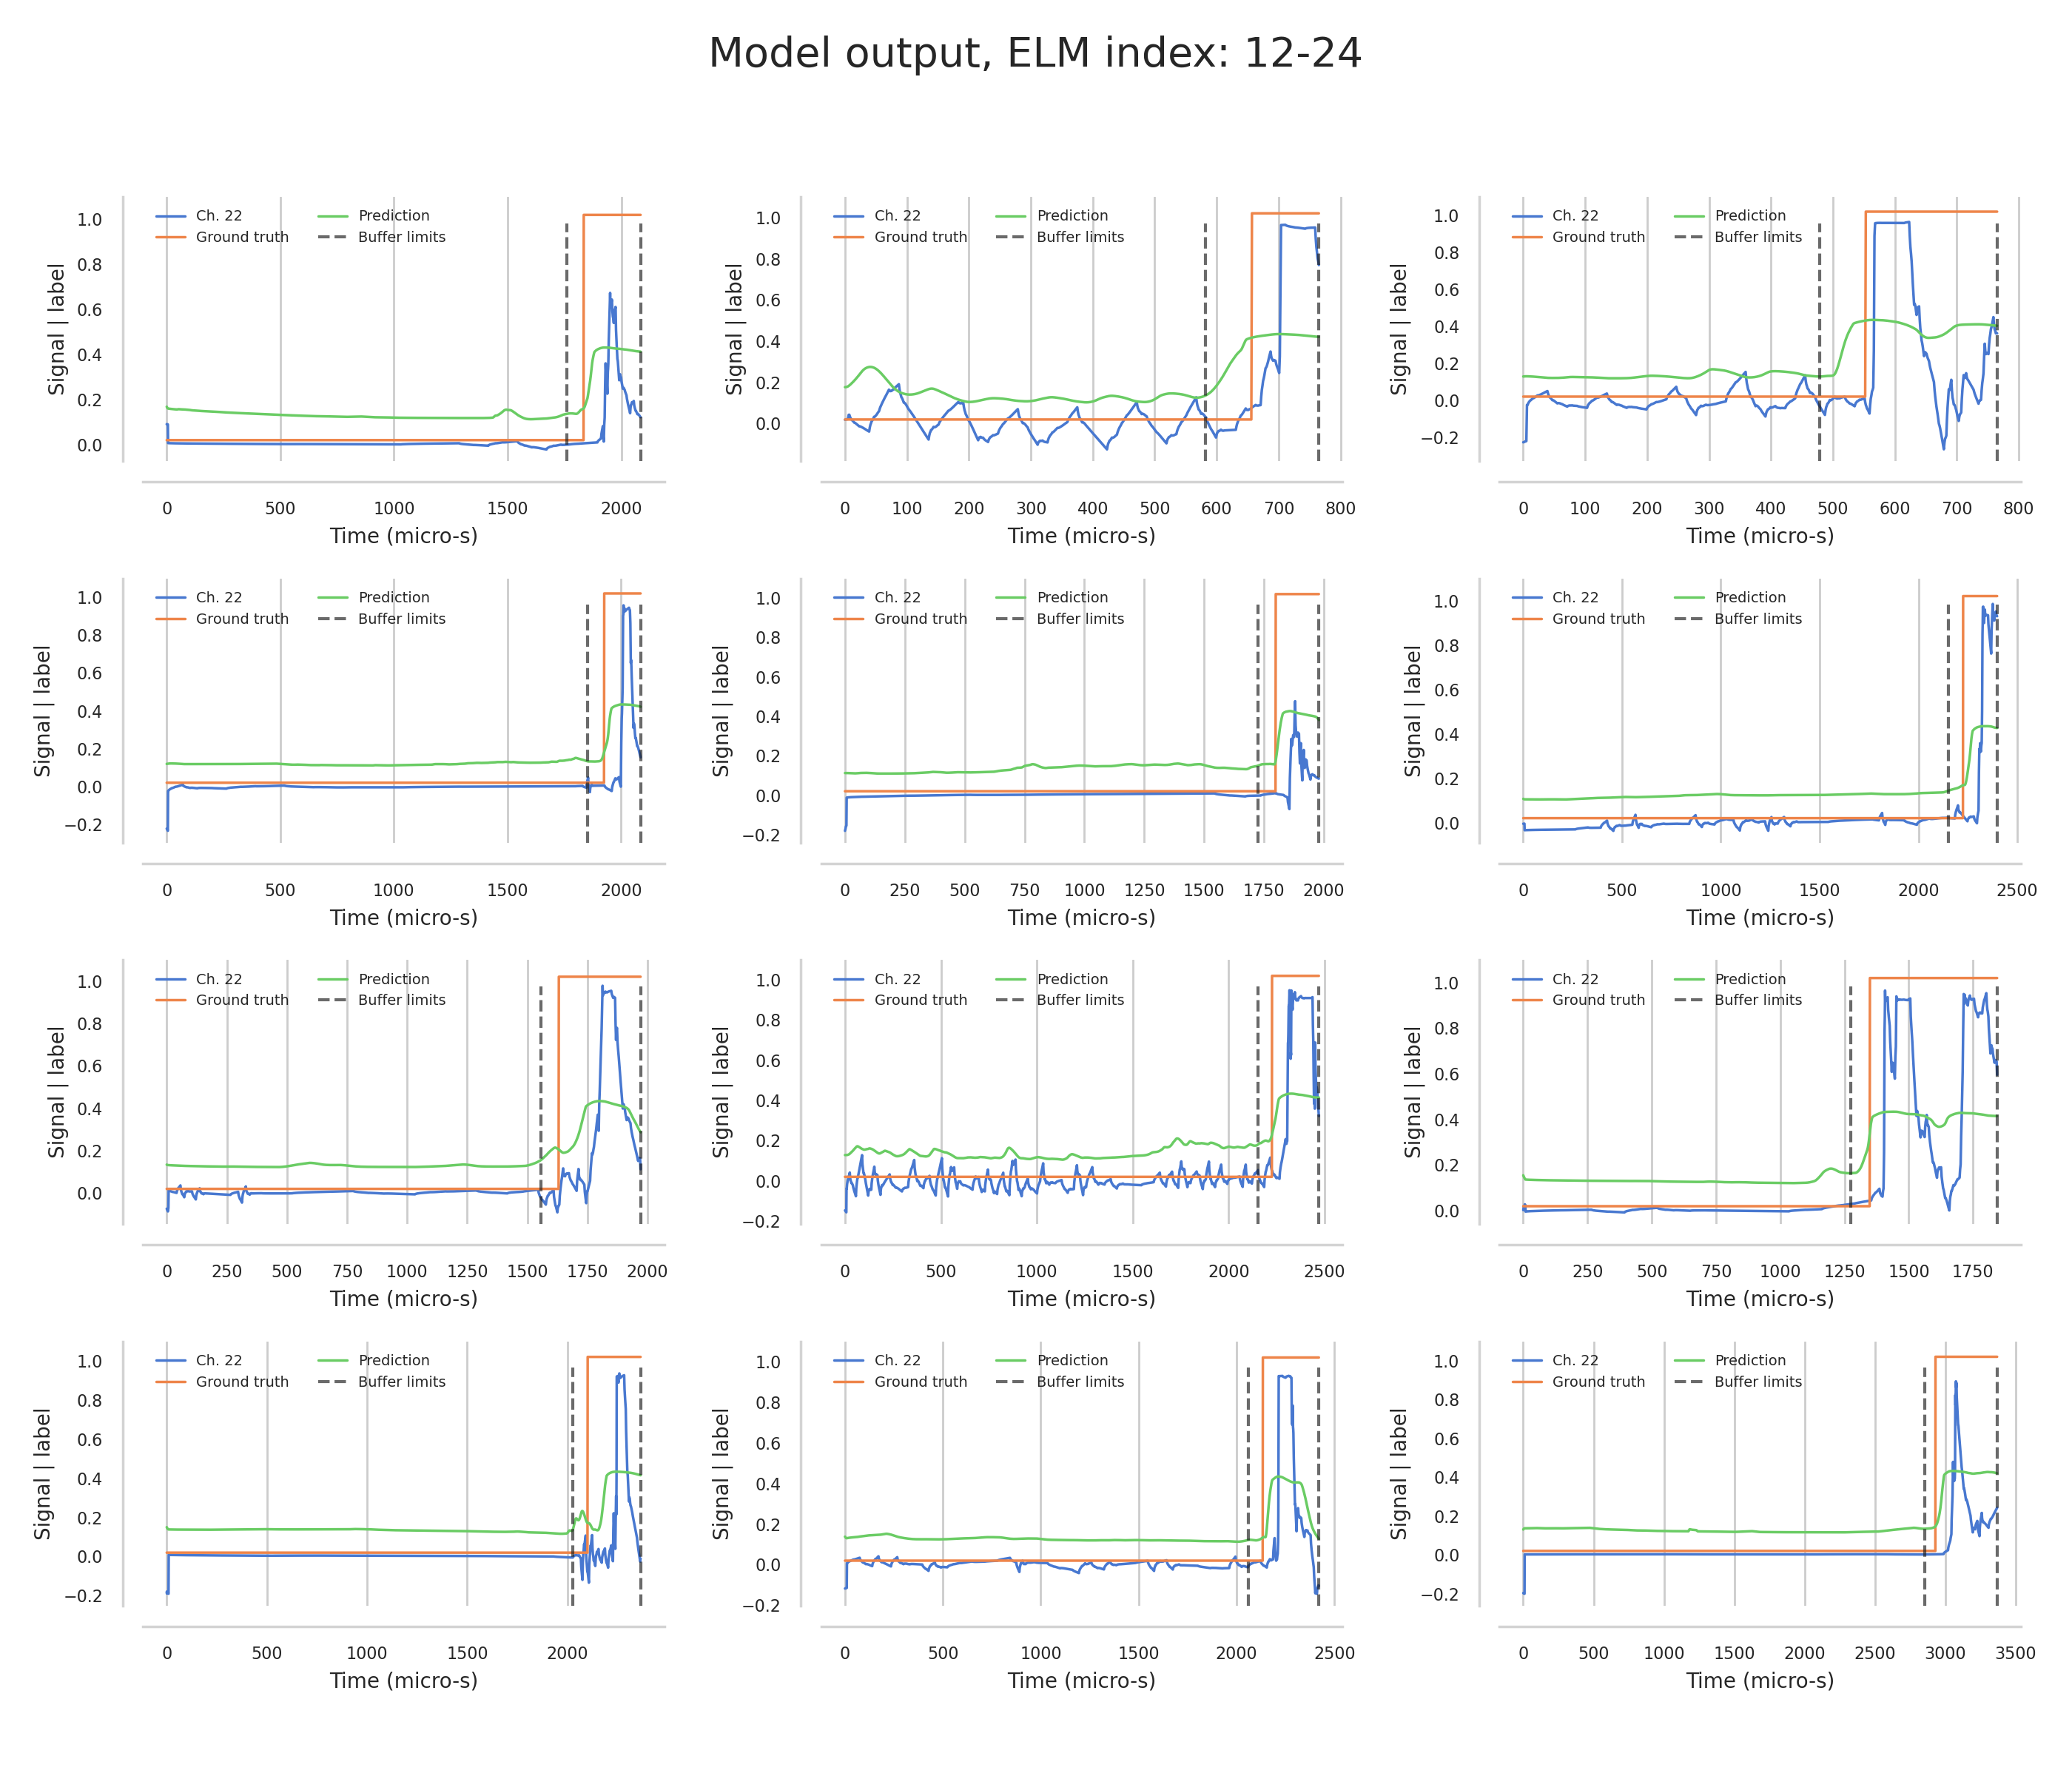 Model output, ELM index: 12-24
Signal | label
1.0
0.8
0.6
0.4
0.2
0.0
Ch. 22
Ground truth
Prediction
Buffer limits
0 500 1000 1500 2000
Time (micro-s)
Signal | label
1.0
0.8
0.6
0.4
0.2
0.0
Ch. 22
Ground truth
Prediction
Buffer limits
0 100 200 300 400 500 600 700 800
Time (micro-s)
Signal | label
1.0
0.8
0.6
0.4
0.2
0.0
−0.2
Ch. 22
Ground truth
Prediction
Buffer limits
0 100 200 300 400 500 600 700 800
Time (micro-s)
Signal | label
1.0
0.8
0.6
0.4
0.2
0.0
−0.2
Ch. 22
Ground truth
Prediction
Buffer limits
0 500 1000 1500 2000
Time (micro-s)
Signal | label
1.0
0.8
0.6
0.4
0.2
0.0
−0.2
Ch. 22
Ground truth
Prediction
Buffer limits
0 250 500 750 1000 1250 1500 1750 2000
Time (micro-s)
Signal | label
1.0
0.8
0.6
0.4
0.2
0.0
Ch. 22
Ground truth
Prediction
Buffer limits
0 500 1000 1500 2000 2500
Time (micro-s)
Signal | label
1.0
0.8
0.6
0.4
0.2
0.0
Ch. 22
Ground truth
Prediction
Buffer limits
0 250 500 750 1000 1250 1500 1750 2000
Time (micro-s)
Signal | label
1.0
0.8
0.6
0.4
0.2
0.0
−0.2
Ch. 22
Ground truth
Prediction
Buffer limits
0 500 1000 1500 2000 2500
Time (micro-s)
Signal | label
1.0
0.8
0.6
0.4
0.2
0.0
Ch. 22
Ground truth
Prediction
Buffer limits
0 250 500 750 1000 1250 1500 1750
Time (micro-s)
Signal | label
1.0
0.8
0.6
0.4
0.2
0.0
−0.2
Ch. 22
Ground truth
Prediction
Buffer limits
0 500 1000 1500 2000
Time (micro-s)
Signal | label
1.0
0.8
0.6
0.4
0.2
0.0
−0.2
Ch. 22
Ground truth
Prediction
Buffer limits
0 500 1000 1500 2000 2500
Time (micro-s)
Signal | label
1.0
0.8
0.6
0.4
0.2
0.0
−0.2
Ch. 22
Ground truth
Prediction
Buffer limits
0 500 1000 1500 2000 2500 3000 3500
Time (micro-s)